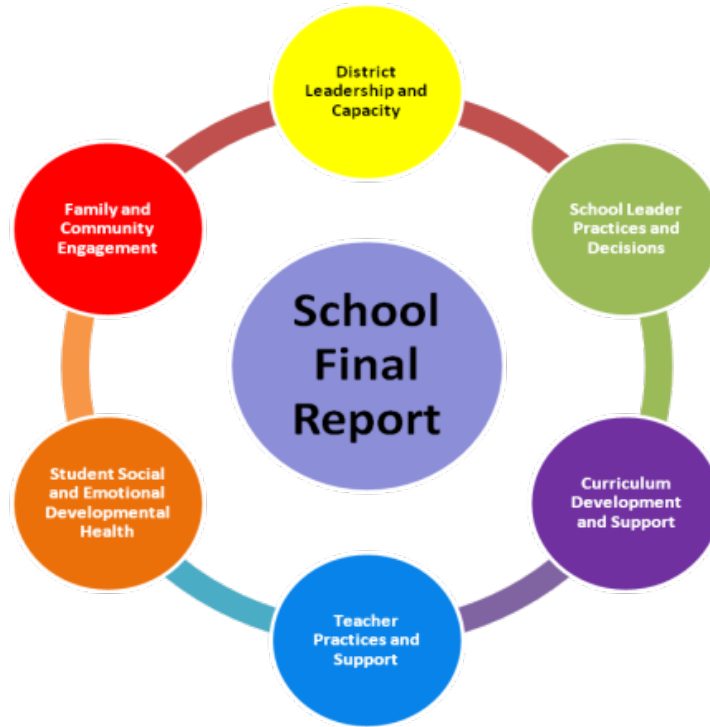 District
Leadership and
Capacity
School Leader
Practices and
Decisions
Curriculum
Development
and Support
Teacher
Practices and
Support
Student Social
and Emotional
Developmental
Health
Family and
Community
Engagement
School
Final
Report